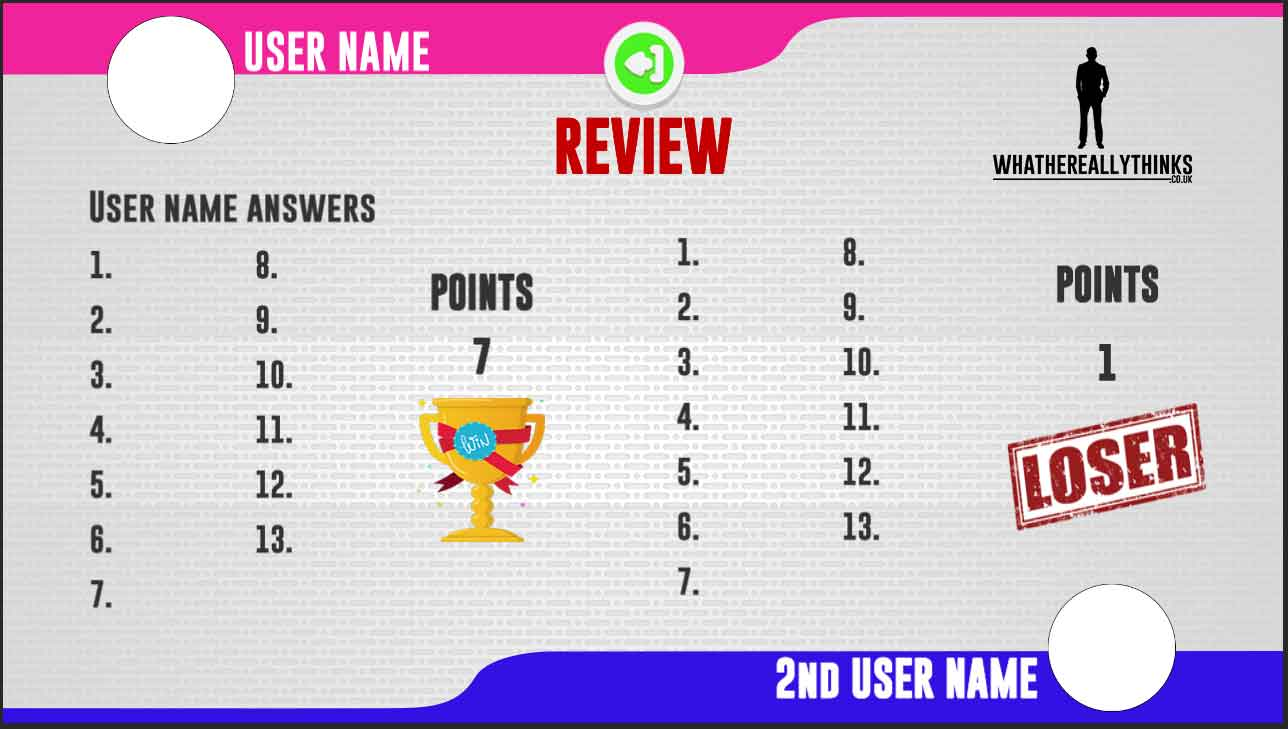 USER NAME
REVIEW
WHATHEREALLYTHINKS
.CO.UK
USER NAME ANSWERS
1.
2.
3.
4.
5.
6.
7.
8.
9.
10.
11.
12.
13.
POINTS
7
WIN
1.
2.
3.
4.
5.
6.
7.
8.
9.
10.
11.
12.
13.
POINTS
1
LOSER
2ND USER NAME